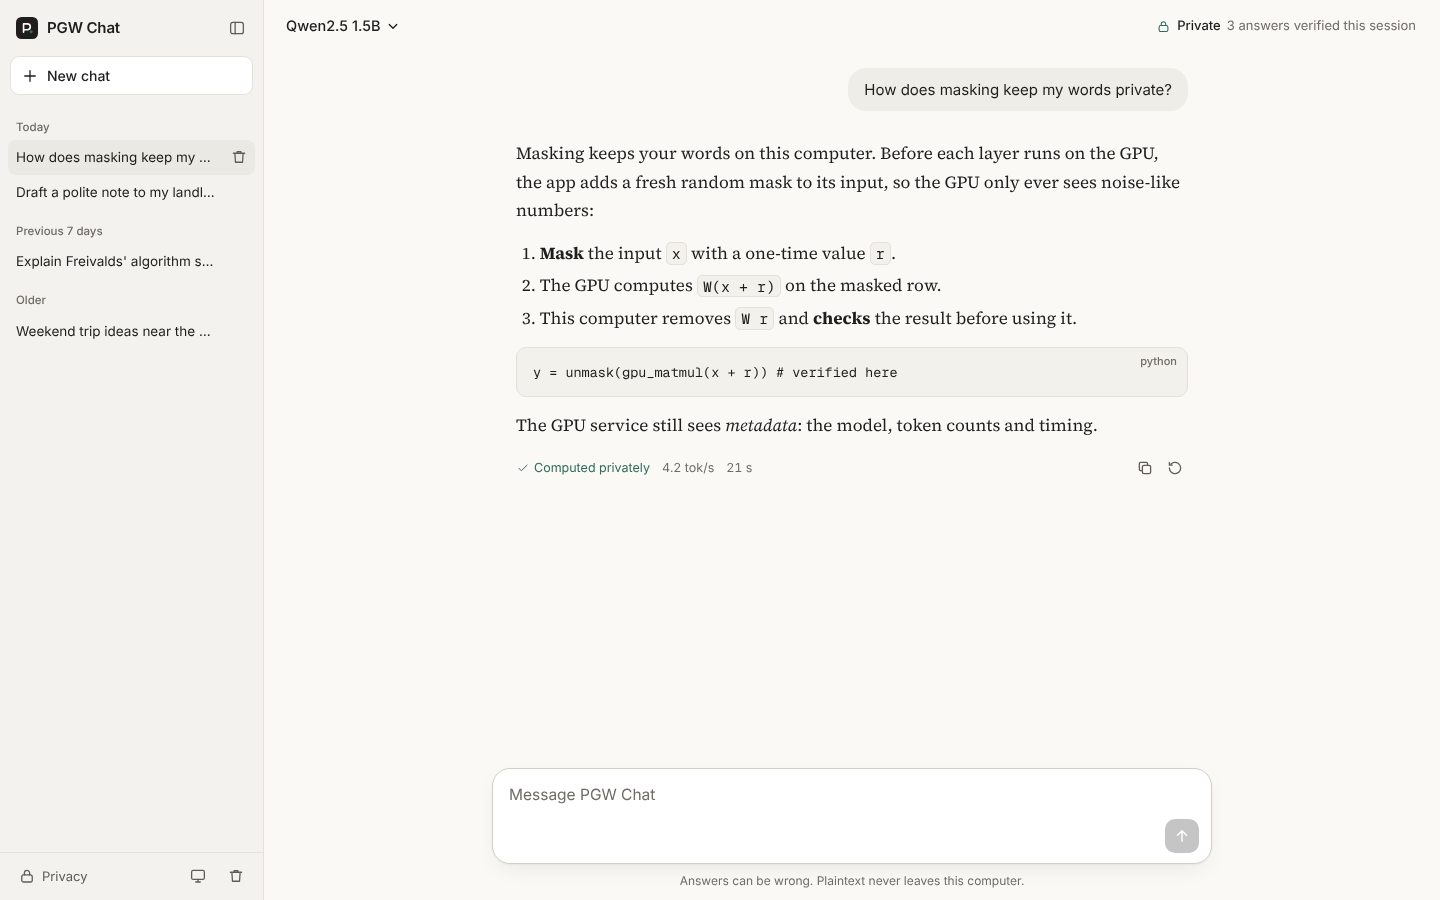 PGW Chat
New chat
Today
How does masking keep my ...
Draft a polite note to my landl...
Previous 7 days
Explain Freivalds' algorithm s...
Older
Weekend trip ideas near the ...
Privacy
Qwen2.5 1.5B
Private 3 answers verified this session
How does masking keep my words private?
Masking keeps your words on this computer. Before each layer runs on the GPU,
the app adds a fresh random mask to its input, so the GPU only ever sees noise-like
numbers:
1. Mask the input x with a one-time value r.
2. The GPU computes W(x + r) on the masked row.
3. This computer removes W r and checks the result before using it.
python
y = unmask(gpu_matmul(x + r)) # verified here
The GPU service still sees metadata: the model, token counts and timing.
Computed privately 4.2 tok/s 21 s
Message PGW Chat
Answers can be wrong. Plaintext never leaves this computer.